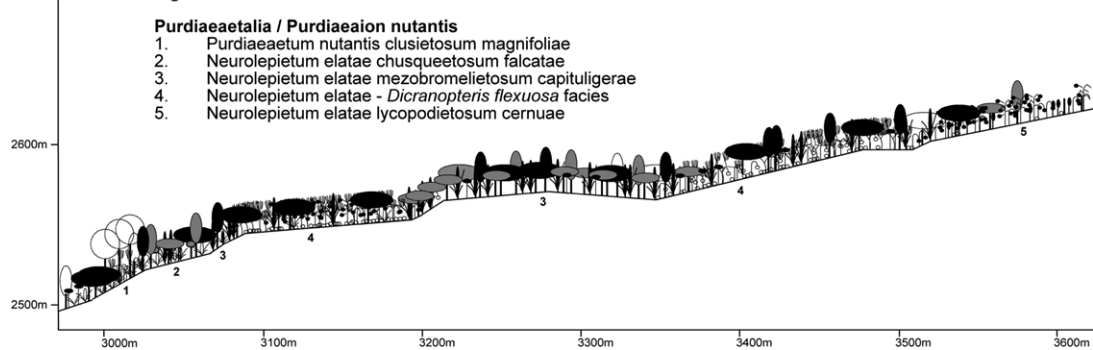 Purdiaeaetalia / Purdiaeaion nutantis
1. Purdiaeaetum nutantis clusietosum magnifoliae
2. Neurolepietum elatae chusqueetosum falcatae
3. Neurolepietum elatae mezobromelietosum capituligerae
4. Neurolepietum elatae - Dicranopteris flexuosa facies
5. Neurolepietum elatae lycopodietosum cernuae
2600m
5
4
3
4
3
2
1
2500m
3000m 3100m 3200m 3300m 3400m 3500m 3600m